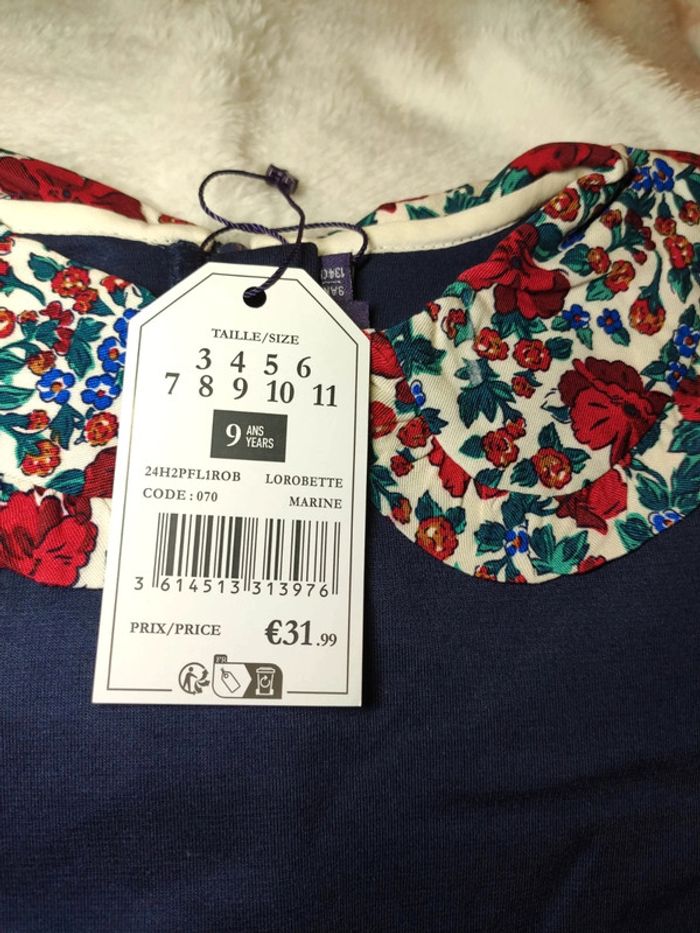 TAILLE/SIZE
3 4 5 6
7 8 9 10 11
9 ANS YEARS
24H2PFL1ROB LOROBETTE
CODE : 070 MARINE
3 614513 313976
PRIX/PRICE €31.99
FR